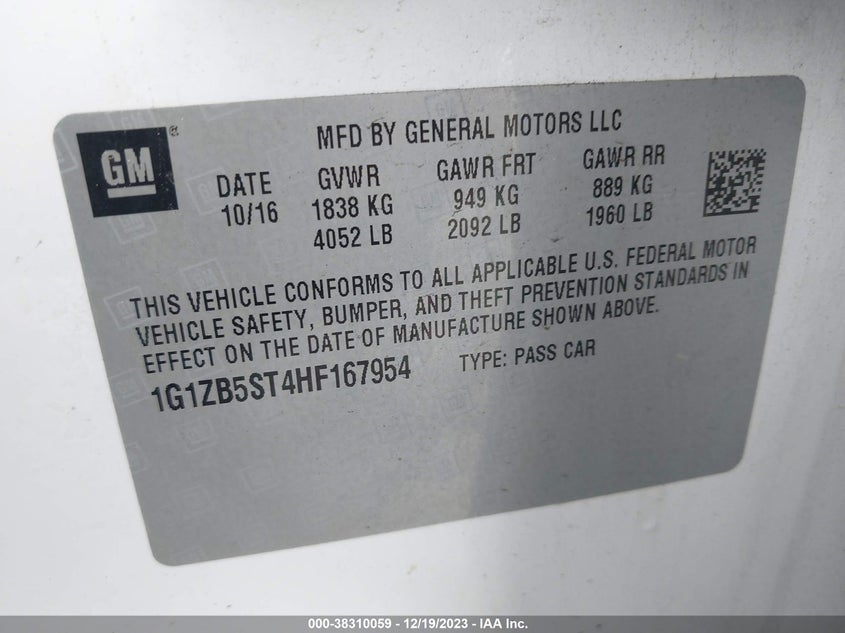 GM ®
MFD BY GENERAL MOTORS LLC
DATE GVWR GAWR FRT GAWR RR
10/16 1838 KG 949 KG 889 KG
4052 LB 2092 LB 1960 LB
THIS VEHICLE CONFORMS TO ALL APPLICABLE U.S. FEDERAL MOTOR
VEHICLE SAFETY, BUMPER, AND THEFT PREVENTION STANDARDS IN
EFFECT ON THE DATE OF MANUFACTURE SHOWN ABOVE.
1G1ZB5ST4HF167954 TYPE: PASS CAR
000-38310059 - 12/19/2023 - IAA Inc.